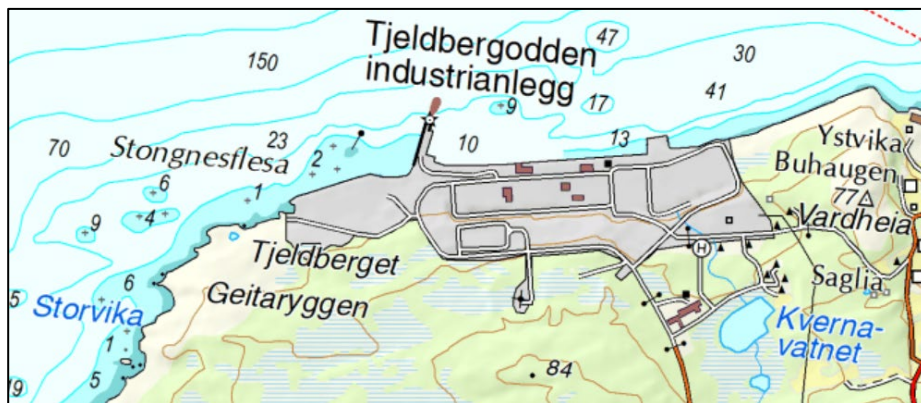 Tjeldbergodden
industrianlegg
47
30
150
41
9
17
10
13
23
70
Stongnesflesa
2
6
1
4
9
Ystvika
Buhaugen
77
Vardheia
Tjeldberget
H
Saglia
6
Geitaryggen
5
Storvika
Kverna-
vatnet
1
84
5
19